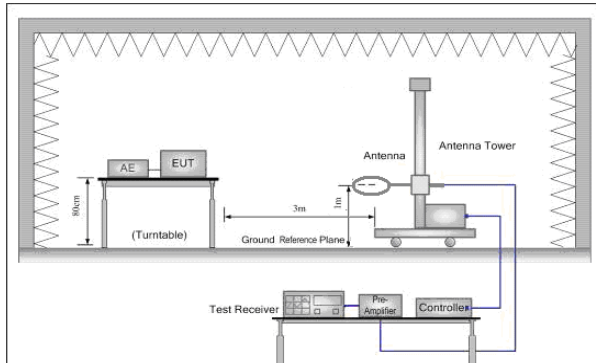 Antenna Tower
Antenna
AE
EUT
80cm
1m
3m
(Turntable)
Ground Reference Plane
Test Receiver
Pre-
Amplifier
Controller